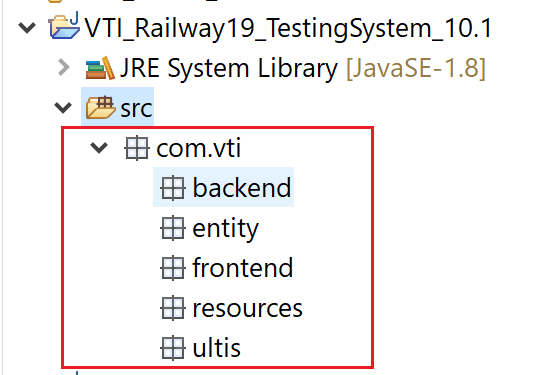 VTI_Railway19_TestingSystem_10.1
JRE System Library [JavaSE-1.8]
src
com.vti
backend
entity
frontend
resources
ultis